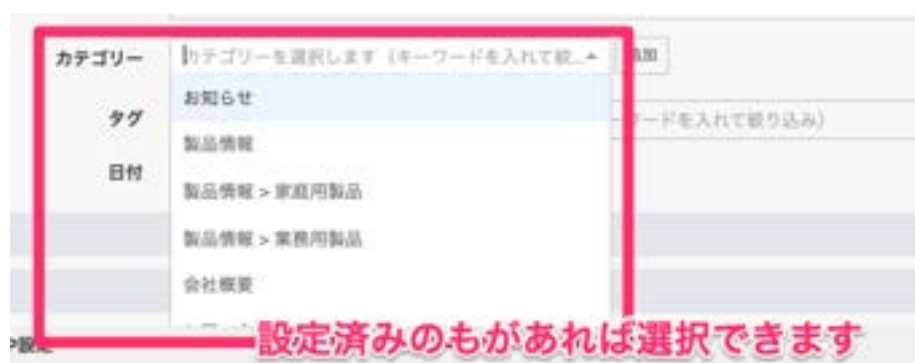 カテゴリー
カテゴリーを選択します（キーワードを入れて絞...
追加
お知らせ
タグ
ワードを入れて絞り込み）
製品情報
日付
製品情報 > 家庭用製品
製品情報 > 業務用製品
会社概要
設定済みのもがあれば選択できます
設定